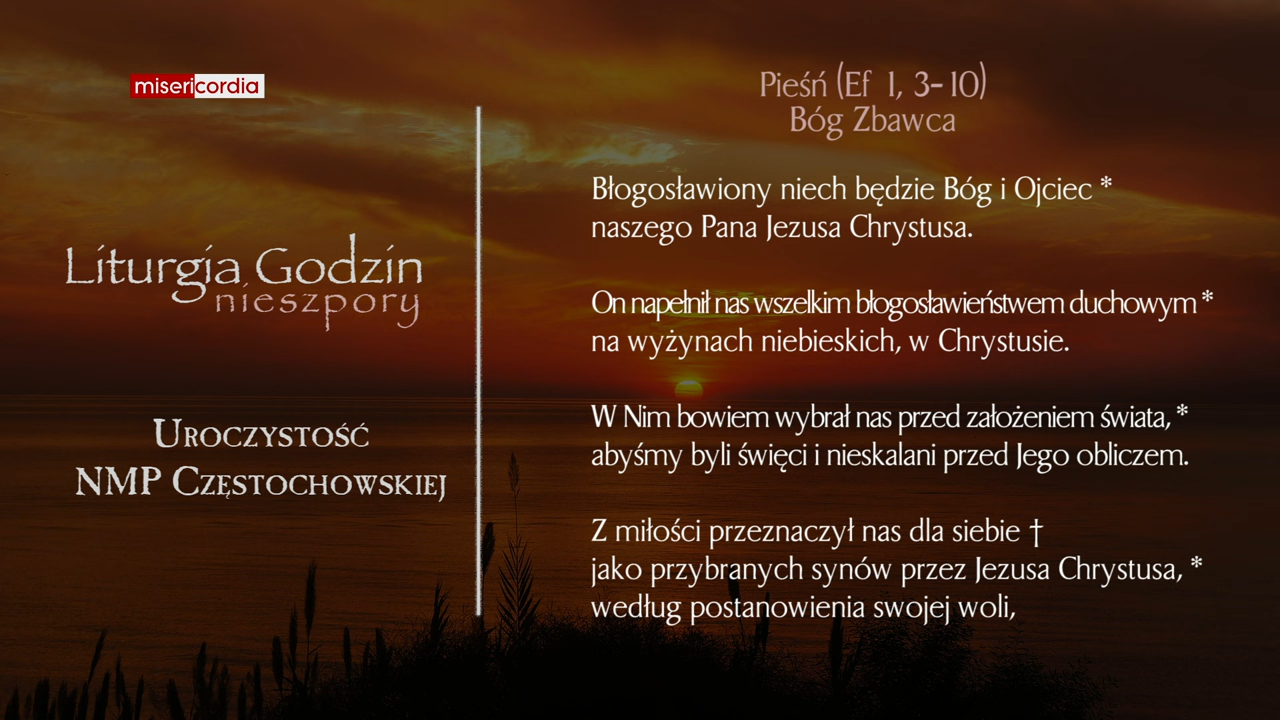 misericordia
Liturgia Godzin
nieszpory
Uroczystość
NMP Częstochowskiej
Pieśń (Ef 1, 3-10)
Bóg Zbawca
Błogosławiony niech będzie Bóg i Ojciec *
naszego Pana Jezusa Chrystusa.
On napełnił nas wszelkim błogosławieństwem duchowym *
na wyżynach niebieskich, w Chrystusie.
W Nim bowiem wybrał nas przed założeniem świata, *
abyśmy byli święci i nieskalani przed Jego obliczem.
Z miłości przeznaczył nas dla siebie †
jako przybranych synów przez Jezusa Chrystusa, *
według postanowienia swojej woli,